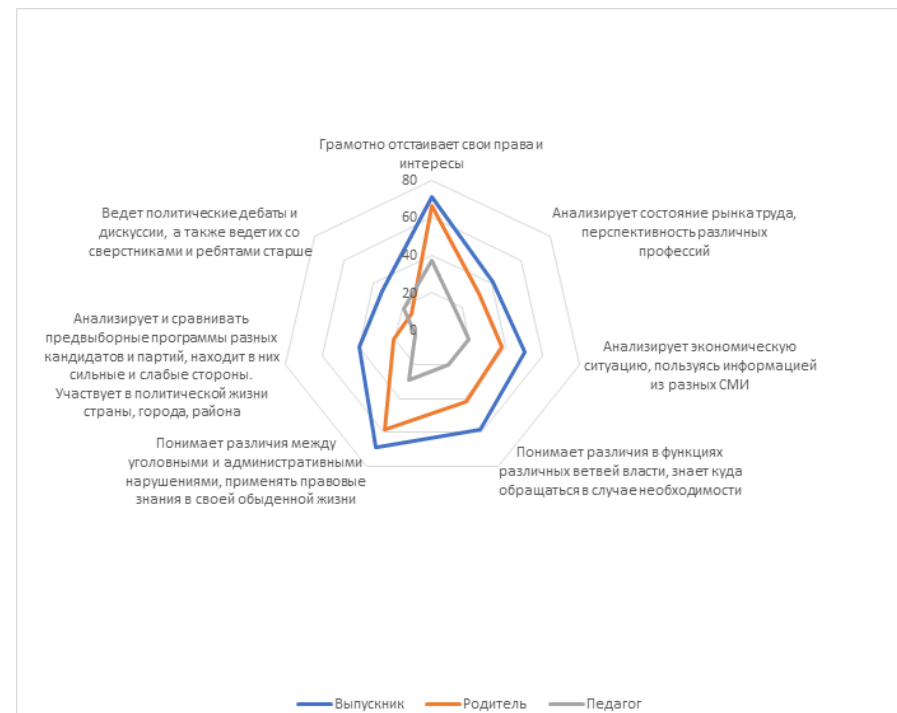 Грамотно отстаивает свои права и
интересы
80
60
40
20
0
Анализирует состояние рынка труда,
перспективность различных
профессий
Анализирует экономическую
ситуацию, пользуясь информацией
из разных СМИ
Понимает различия в функциях
различных ветвей власти, знает куда
обращаться в случае необходимости
Понимает различия между
уголовными и административными
нарушениями, применять правовые
знания в своей обыденной жизни
Анализирует и сравнивать
предвыборные программы разных
кандидатов и партий, находит в них
сильные и слабые стороны.
Участвует в политической жизни
страны, города, района
Ведет политические дебаты и
дискуссии, а также ведет их со
сверстниками и ребятами старше
Выпускник
Родитель
Педагог